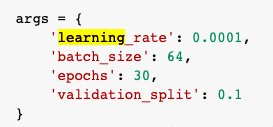 args = {
    'learning_rate': 0.0001,
    'batch_size': 64,
    'epochs': 30,
    'validation_split': 0.1
}